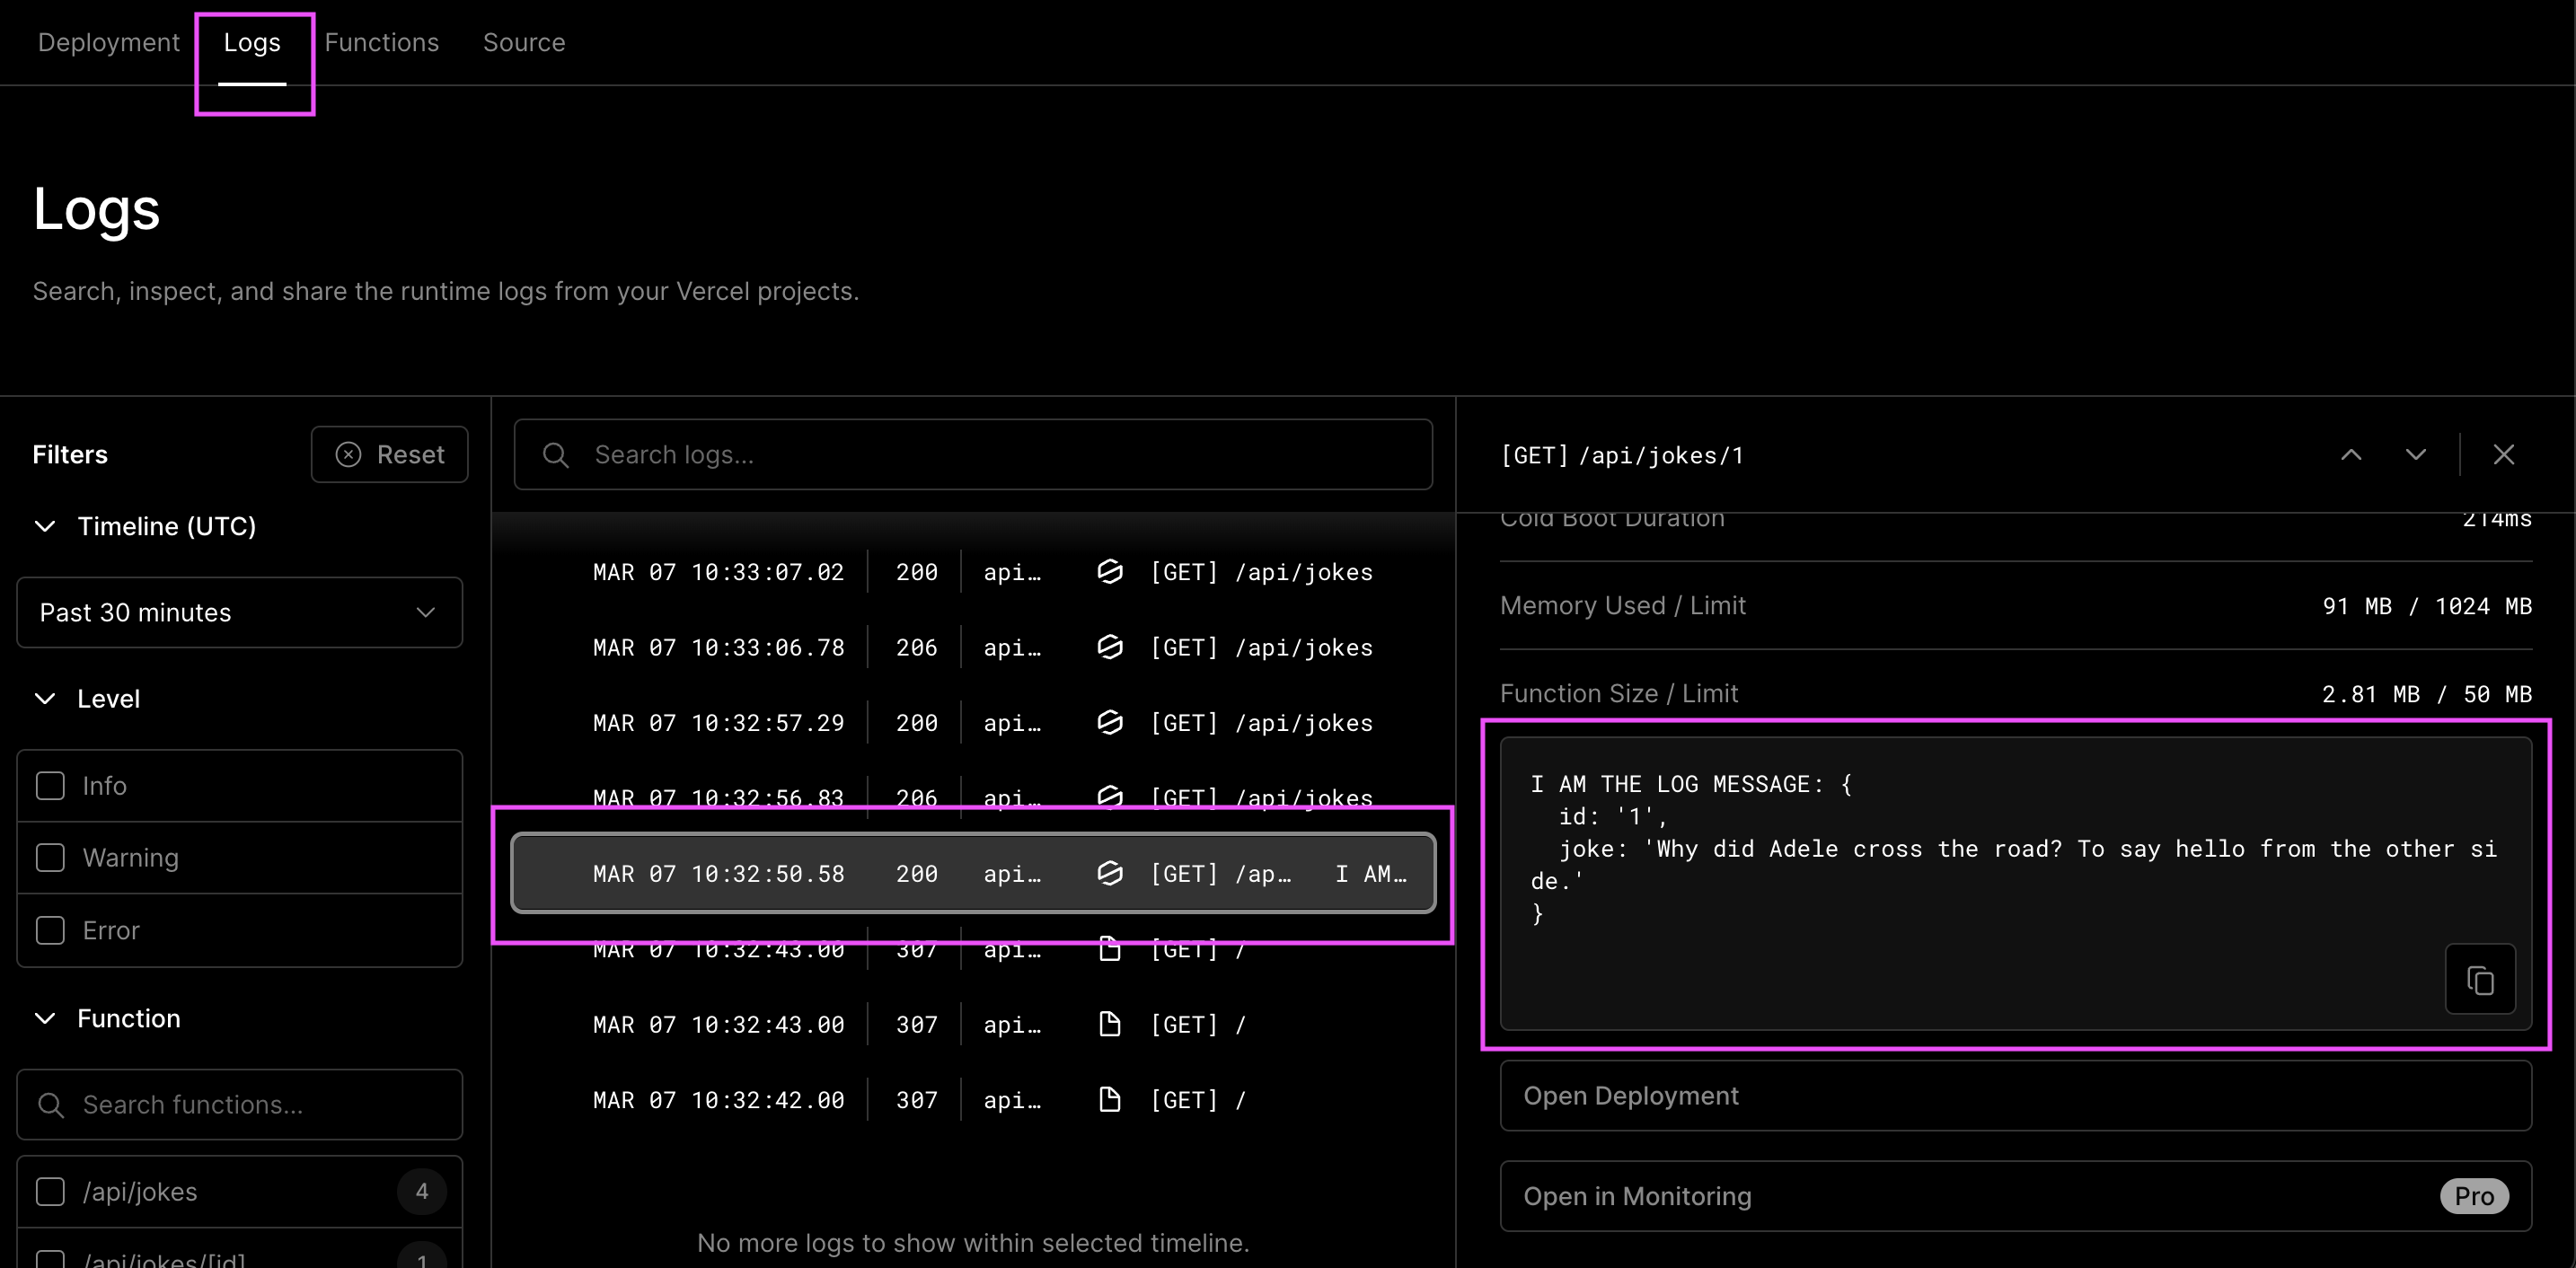 Deployment Logs Functions Source
Logs
Search, inspect, and share the runtime logs from your Vercel projects.
Filters
Reset
Timeline (UTC)
Past 30 minutes
Level
Info
Warning
Error
Function
Search functions...
/api/jokes 4
/api/jokes/[id] 1
Search logs...
MAR 07 10:33:07.02 200 api… [GET] /api/jokes
MAR 07 10:33:06.78 206 api… [GET] /api/jokes
MAR 07 10:32:57.29 200 api… [GET] /api/jokes
MAR 07 10:32:56.83 206 api… [GET] /api/jokes
MAR 07 10:32:50.58 200 api… [GET] /ap… I AM…
MAR 07 10:32:43.00 307 api… [GET] /
MAR 07 10:32:43.00 307 api… [GET] /
MAR 07 10:32:42.00 307 api… [GET] /
No more logs to show within selected timeline.
[GET] /api/jokes/1
Cold Boot Duration 214ms
Memory Used / Limit 91 MB / 1024 MB
Function Size / Limit 2.81 MB / 50 MB
I AM THE LOG MESSAGE: {
id: '1',
joke: 'Why did Adele cross the road? To say hello from the other si
de.'
}
Open Deployment
Open in Monitoring Pro